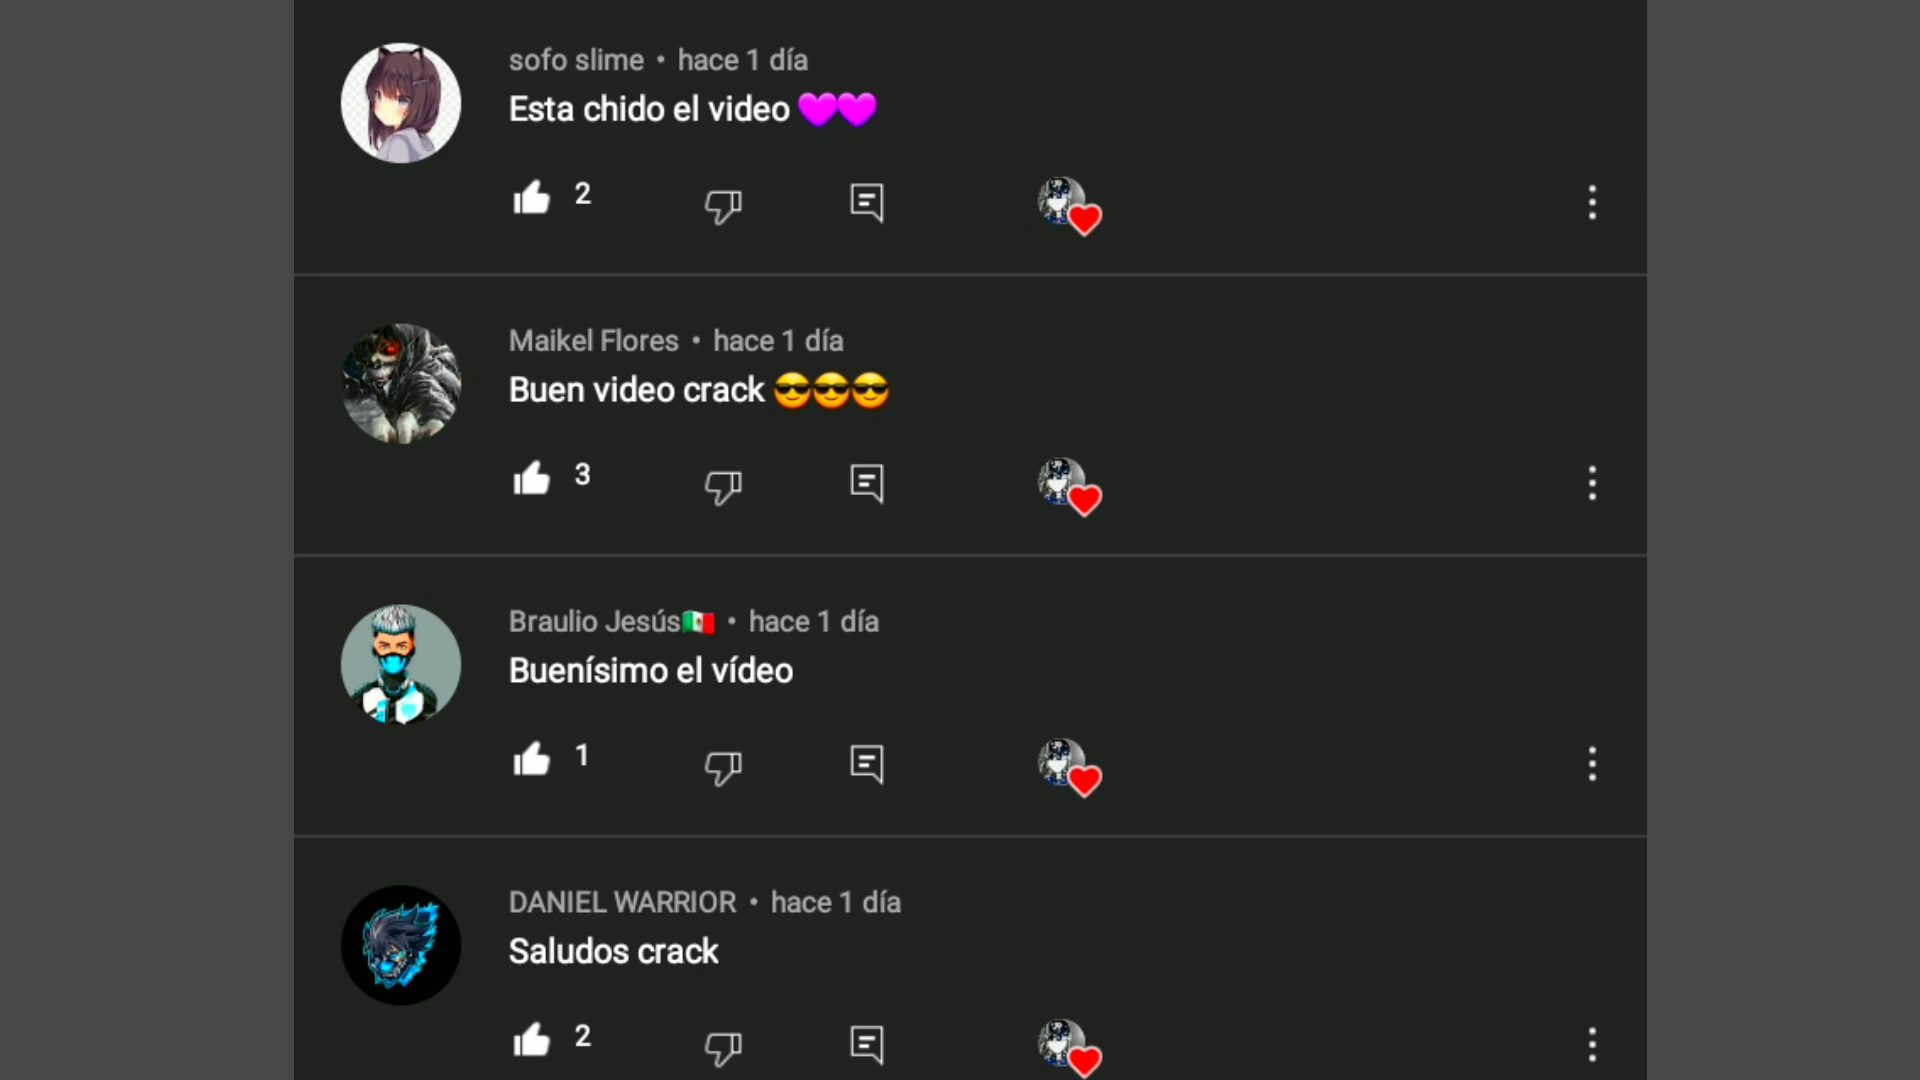 sofo slime • hace 1 día
Esta chido el video 💜💜
2
Maikel Flores • hace 1 día
Buen video crack 😎😎😎
3
Braulio Jesús🇲🇽 • hace 1 día
Buenísimo el vídeo
1
DANIEL WARRIOR • hace 1 día
Saludos crack
2